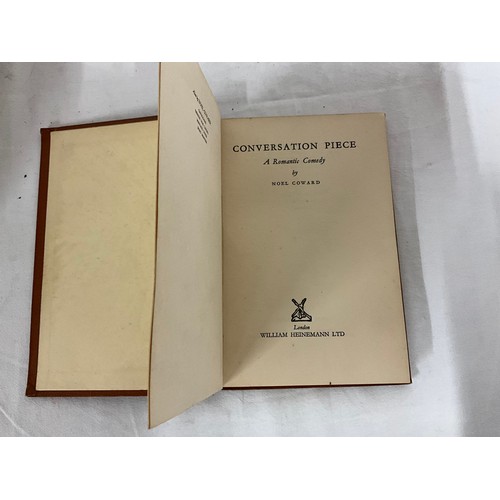 CONVERSATION PIECE
A Romantic Comedy
by
NOEL COWARD
London
WILLIAM HEINEMANN LTD